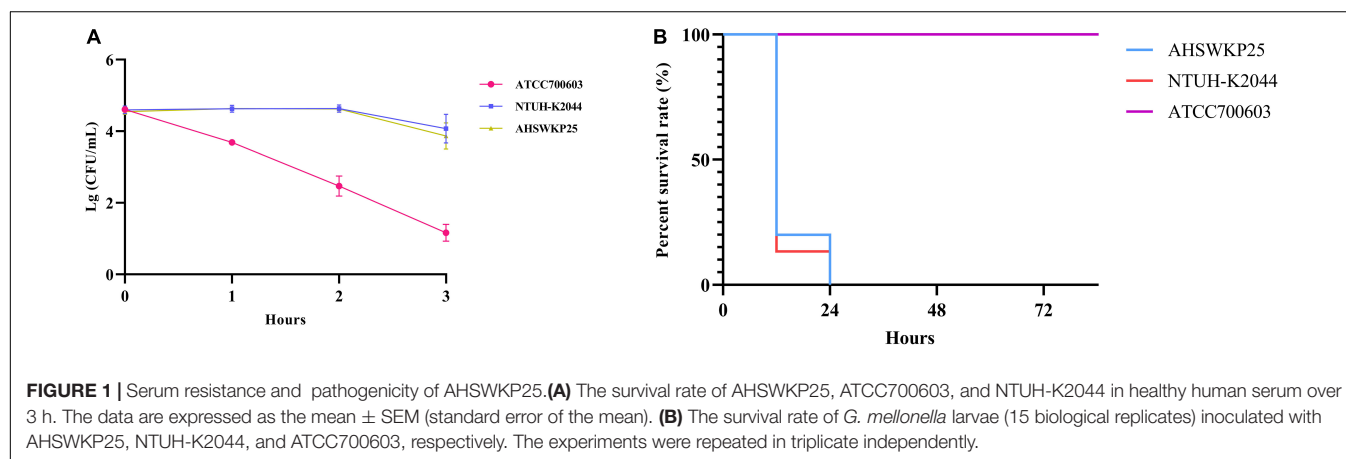 A
6
4
2
0
Lg (CFU/mL)
0 1 2 3
Hours
ATCC700603
NTUH-K2044
AHSWKP25
B
100
50
0
Percent survival rate (%)
0 24 48 72
Hours
AHSWKP25
NTUH-K2044
ATCC700603
FIGURE 1 | Serum resistance and pathogenicity of AHSWKP25.(A) The survival rate of AHSWKP25, ATCC700603, and NTUH-K2044 in healthy human serum over
3 h. The data are expressed as the mean ± SEM (standard error of the mean). (B) The survival rate of G. mellonella larvae (15 biological replicates) inoculated with
AHSWKP25, NTUH-K2044, and ATCC700603, respectively. The experiments were repeated in triplicate independently.